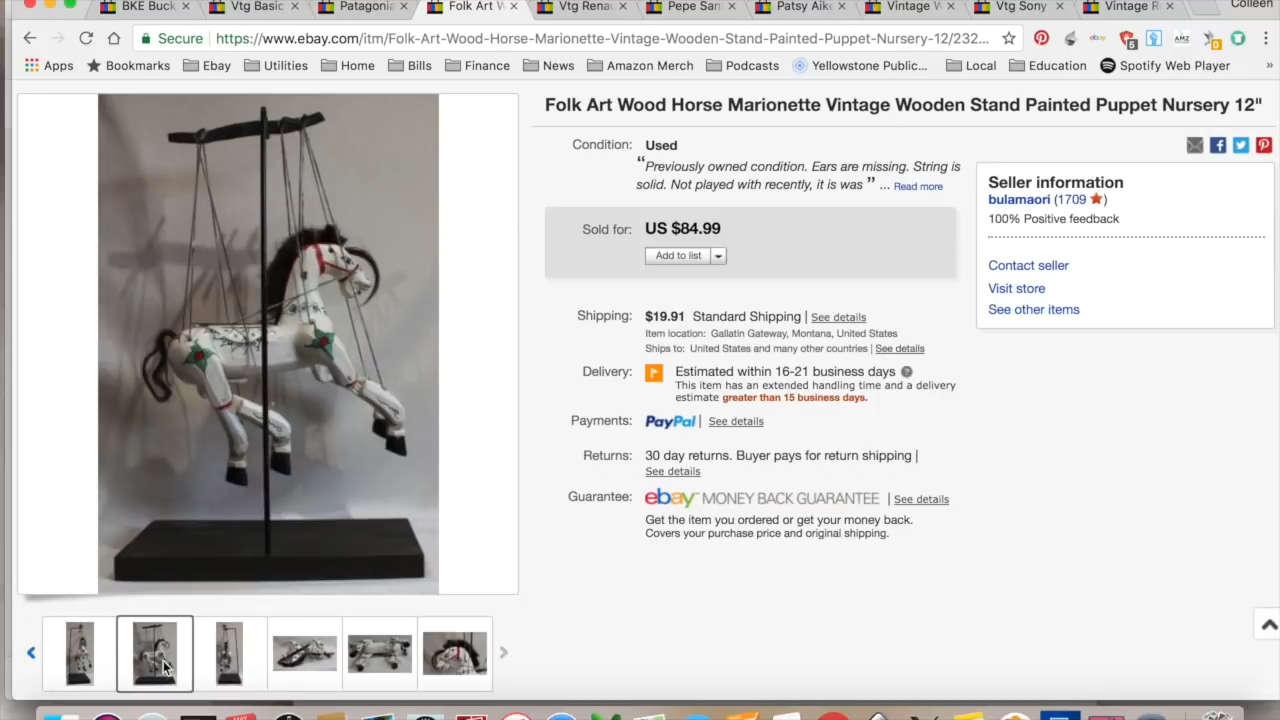 BKE Buck
Vtg Basic
Patagonia
Folk Art W
Vtg Renau
Pepe San
Patsy Aike
Vintage W
Vtg Sony
Vintage R
Colleen
Secure
https://www.ebay.com/itm/Folk-Art-Wood-Horse-Marionette-Vintage-Wooden-Stand-Painted-Puppet-Nursery-12/232...
5
AMZ
0
Apps
Bookmarks
Ebay
Utilities
Home
Bills
Finance
News
Amazon Merch
Podcasts
Yellowstone Public...
Local
Education
Spotify Web Player
»
Folk Art Wood Horse Marionette Vintage Wooden Stand Painted Puppet Nursery 12"
Condition: Used
“Previously owned condition. Ears are missing. String is
solid. Not played with recently, it is was ” ... Read more
Sold for: US $84.99
Add to list
Shipping: $19.91 Standard Shipping | See details
Item location: Gallatin Gateway, Montana, United States
Ships to: United States and many other countries | See details
Delivery: Estimated within 16-21 business days
This item has an extended handling time and a delivery
estimate greater than 15 business days.
Payments: PayPal | See details
Returns: 30 day returns. Buyer pays for return shipping |
See details
Guarantee: ebay MONEY BACK GUARANTEE | See details
Get the item you ordered or get your money back.
Covers your purchase price and original shipping.
Seller information
bulamaori (1709 ★)
100% Positive feedback
Contact seller
Visit store
See other items